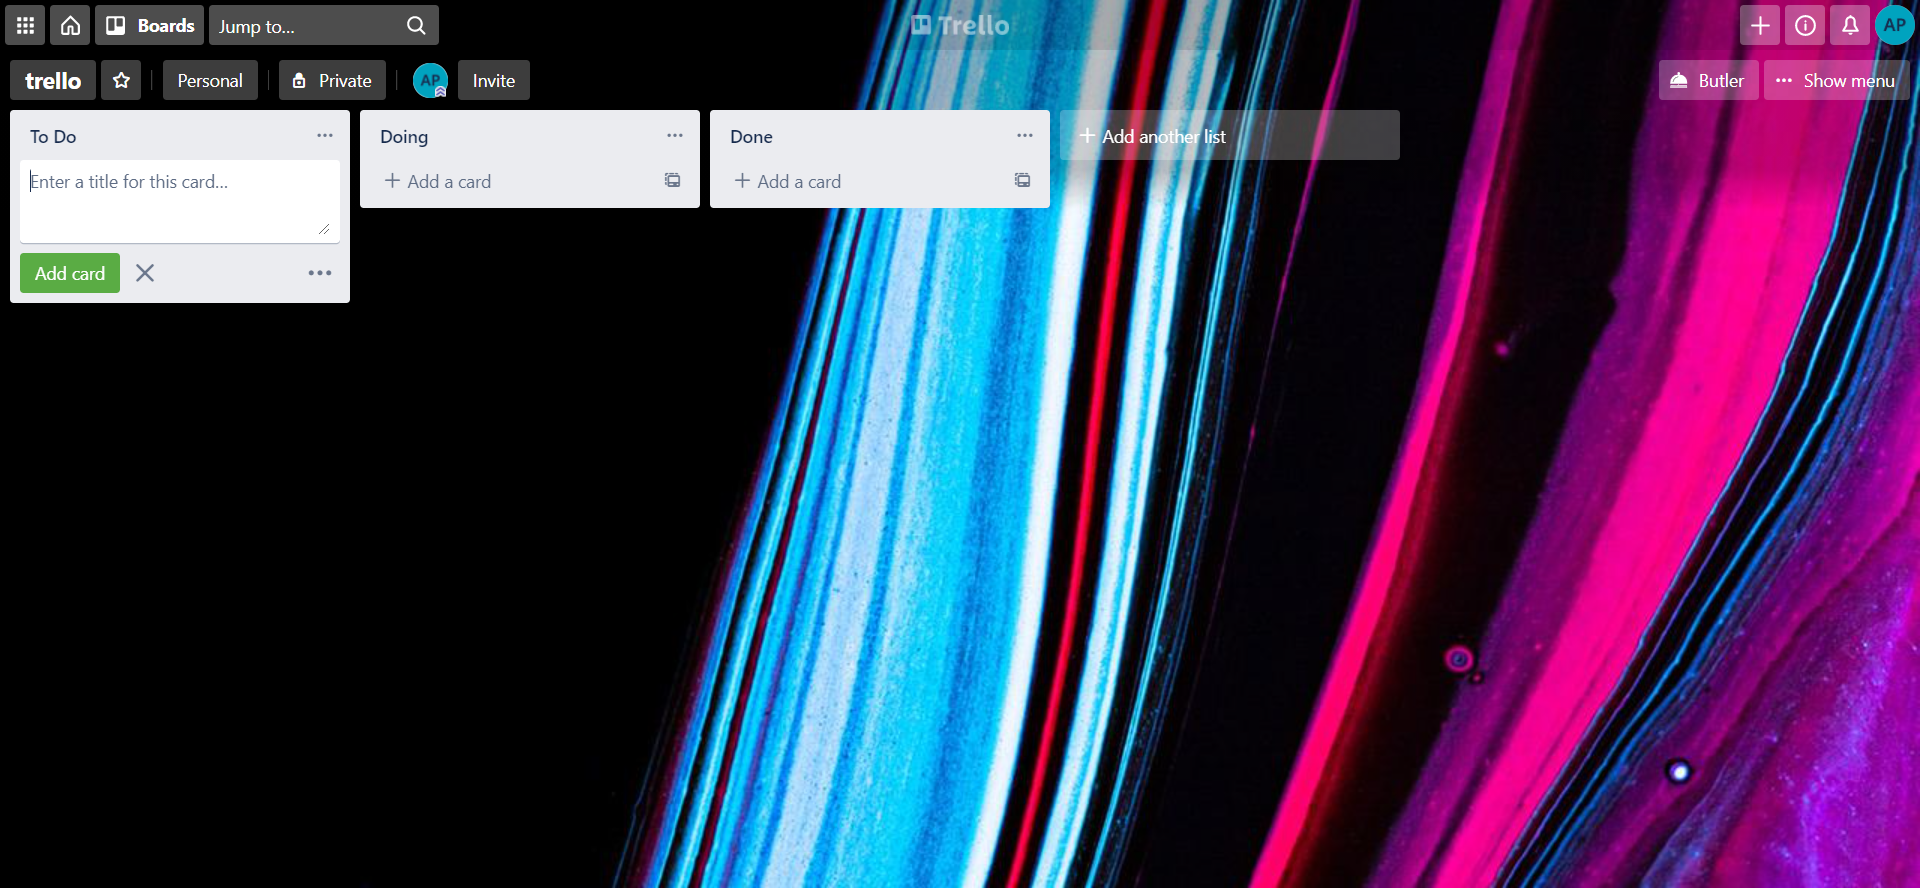 Boards
Jump to...
Trello
AP
trello
Personal
Private
AP
Invite
Butler
Show menu
To Do
Enter a title for this card...
Add card
Doing
Add a card
Done
Add a card
Add another list